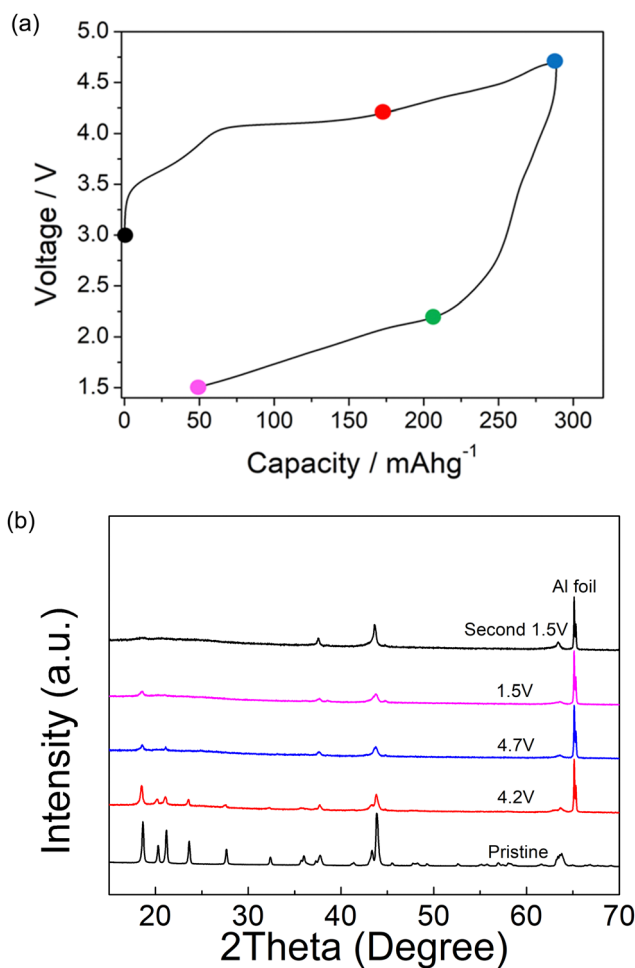 (a)
5.0
4.5
4.0
3.5
3.0
2.5
2.0
1.5
Voltage / V
0 50 100 150 200 250 300
Capacity / mAhg-1
(b)
Al foil
Second 1.5V
1.5V
4.7V
4.2V
Pristine
Intensity (a.u.)
20 30 40 50 60 70
2Theta (Degree)